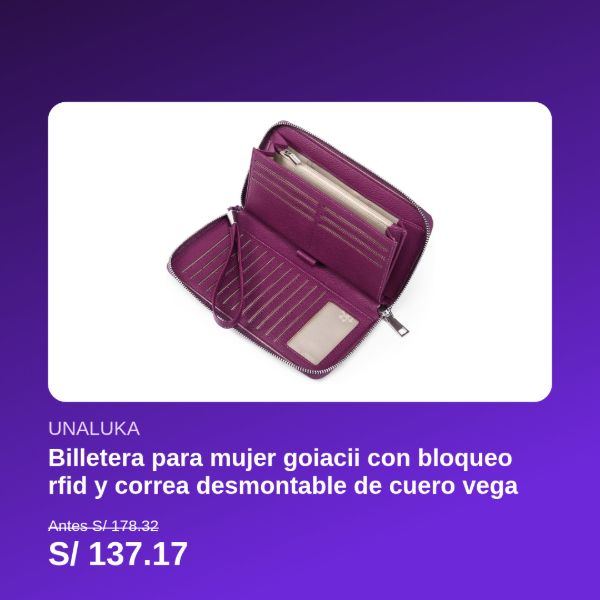 UNALUKA
Billetera para mujer goiacii con bloqueo
rfid y correa desmontable de cuero vega
Antes S/ 178.32
S/ 137.17